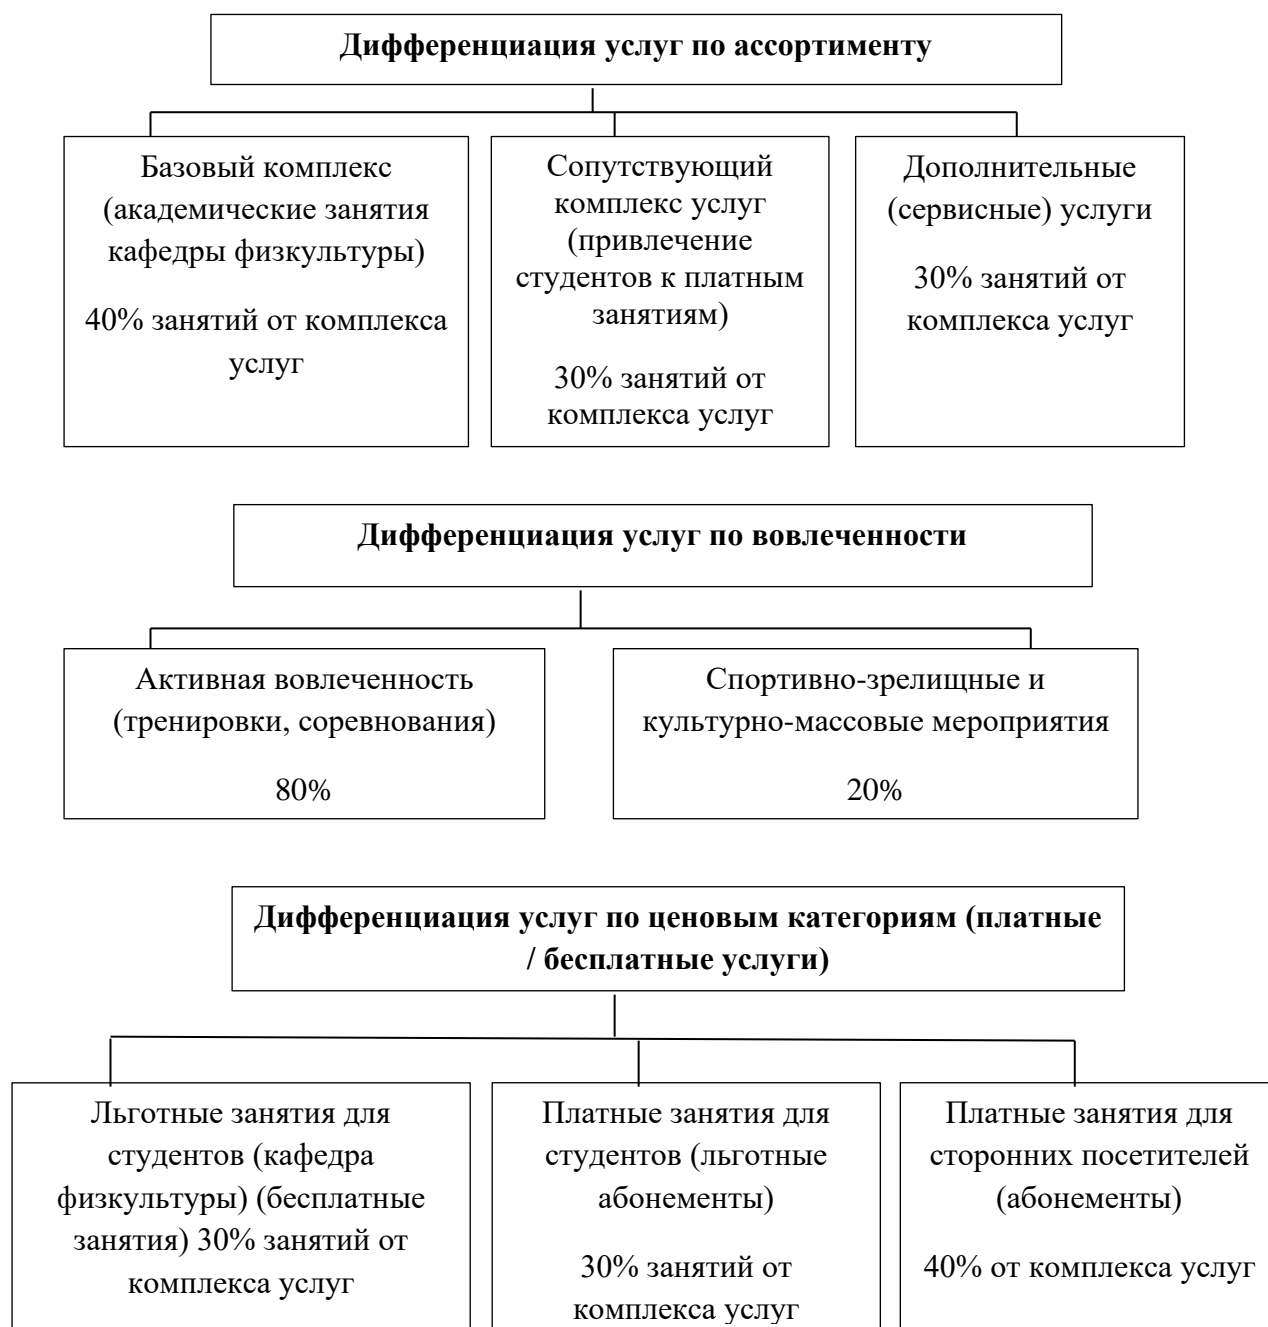 Дифференциация услуг по ассортименту
Базовый комплекс
(академические занятия
кафедры физкультуры)
40% занятий от комплекса
услуг
Сопутствующий
комплекс услуг
(привлечение
студентов к платным
занятиям)
30% занятий от
комплекса услуг
Дополнительные
(сервисные) услуги
30% занятий от
комплекса услуг
Дифференциация услуг по вовлеченности
Активная вовлеченность
(тренировки, соревнования)
80%
Спортивно-зрелищные и
культурно-массовые мероприятия
20%
Дифференциация услуг по ценовым категориям (платные
/ бесплатные услуги)
Льготные занятия для
студентов (кафедра
физкультуры) (бесплатные
занятия) 30% занятий от
комплекса услуг
Платные занятия для
студентов (льготные
абонементы)
30% занятий от
комплекса услуг
Платные занятия для
сторонних посетителей
(абонементы)
40% от комплекса услуг